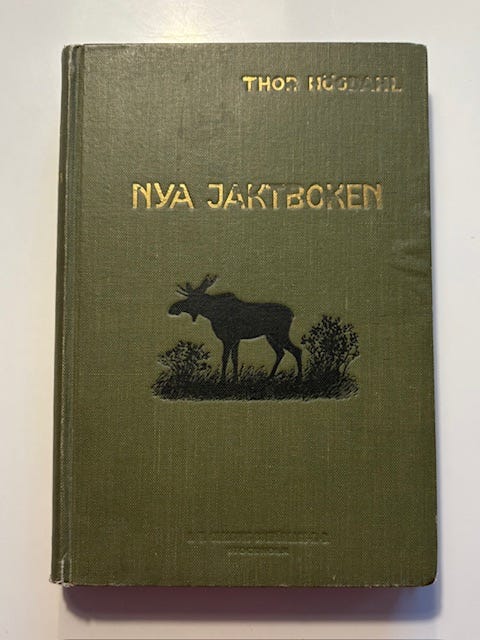 THOR HÖGDAHL
NYA JAKTBOKEN
STOCKHOLM